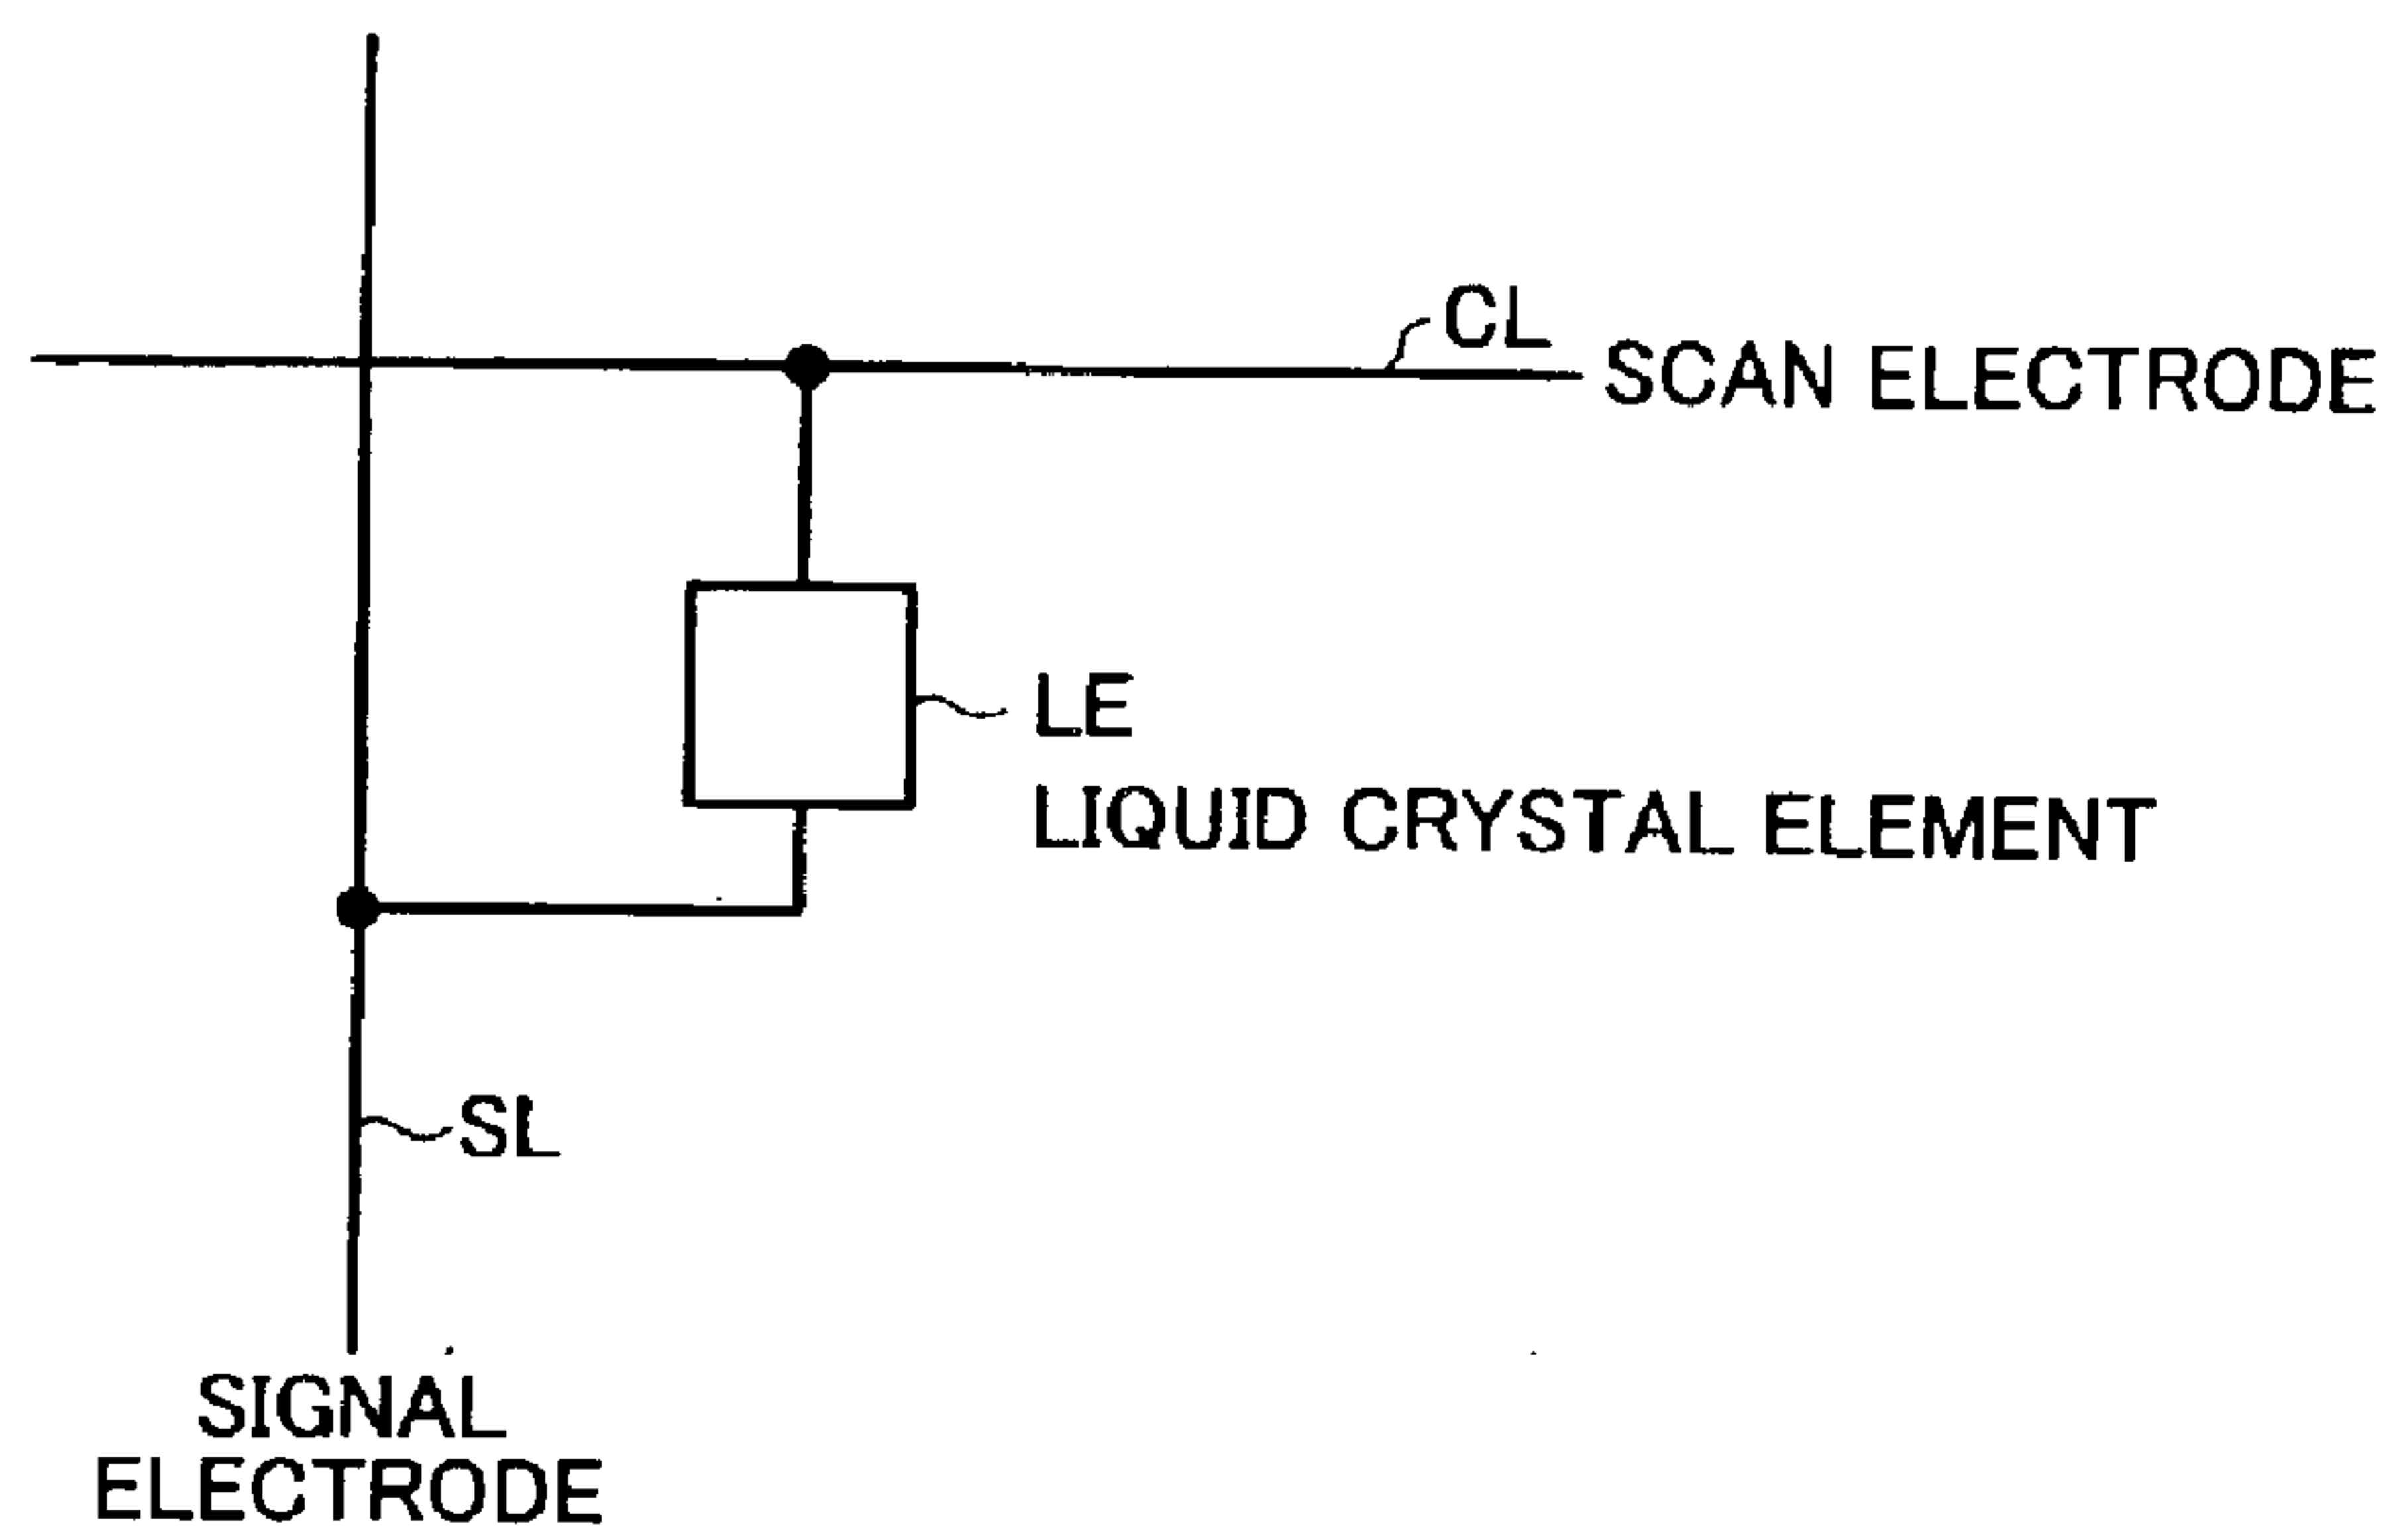 CL
SCAN ELECTRODE
LE
LIQUID CRYSTAL ELEMENT
SL
SIGNAL
ELECTRODE